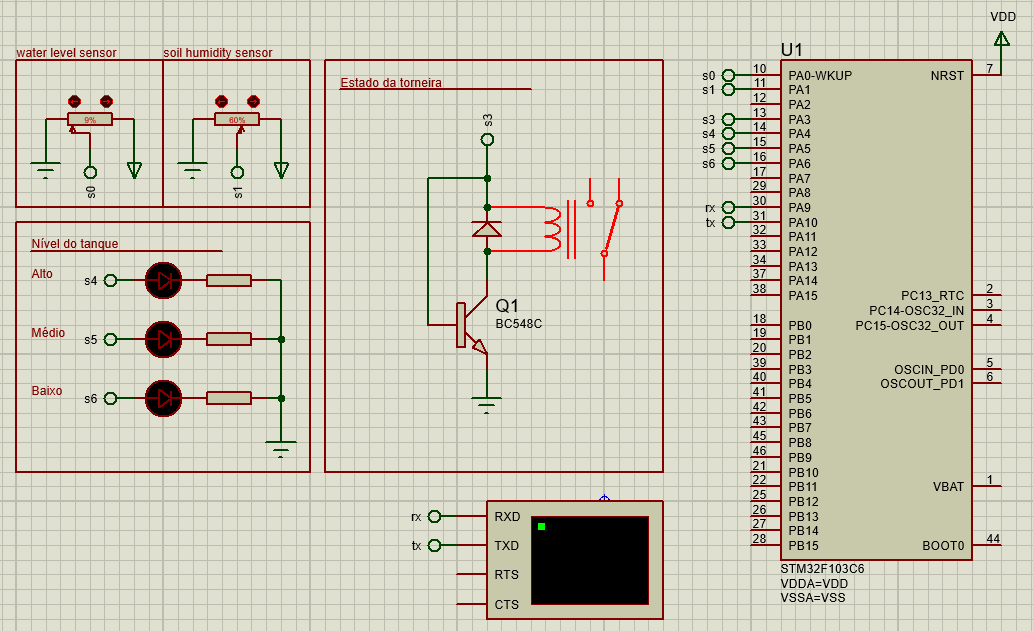 water level sensor
soil humidity sensor
9%
60%
s0
s1
Nível do tanque
Alto
s4
Médio
s5
Baixo
s6
Estado da torneira
s3
Q1
BC548C
rx
RXD
tx
TXD
RTS
CTS
VDD
U1
s0 10 PA0-WKUP
NRST 7
s1 11 PA1
12 PA2
s3 13 PA3
s4 14 PA4
s5 15 PA5
s6 16 PA6
17 PA7
29 PA8
rx 30 PA9
tx 31 PA10
32 PA11
33 PA12
34 PA13
37 PA14
38 PA15
PC13_RTC 2
PC14-OSC32_IN 3
PC15-OSC32_OUT 4
18 PB0
19 PB1
20 PB2
39 PB3
OSCIN_PD0 5
40 PB4
OSCOUT_PD1 6
41 PB5
42 PB6
43 PB7
45 PB8
46 PB9
21 PB10
22 PB11
VBAT 1
25 PB12
26 PB13
27 PB14
28 PB15
BOOT0 44
STM32F103C6
VDDA=VDD
VSSA=VSS